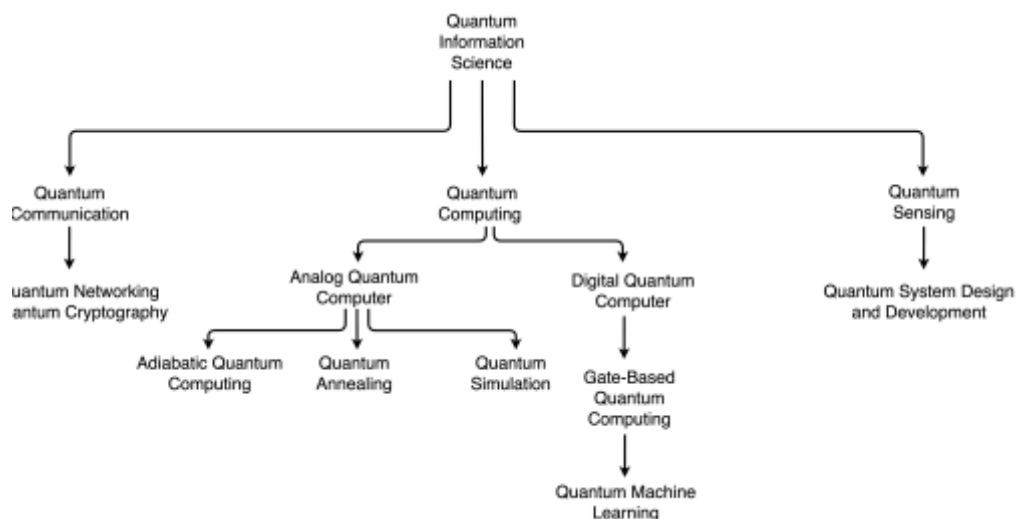 Quantum
Information
Science
Quantum
Communication
Quantum
Computing
Quantum
Sensing
uantum Networking
antum Cryptography
Analog Quantum
Computer
Digital Quantum
Computer
Quantum System Design
and Development
Adiabatic Quantum
Computing
Quantum
Annealing
Quantum
Simulation
Gate-Based
Quantum
Computing
Quantum Machine
Learning